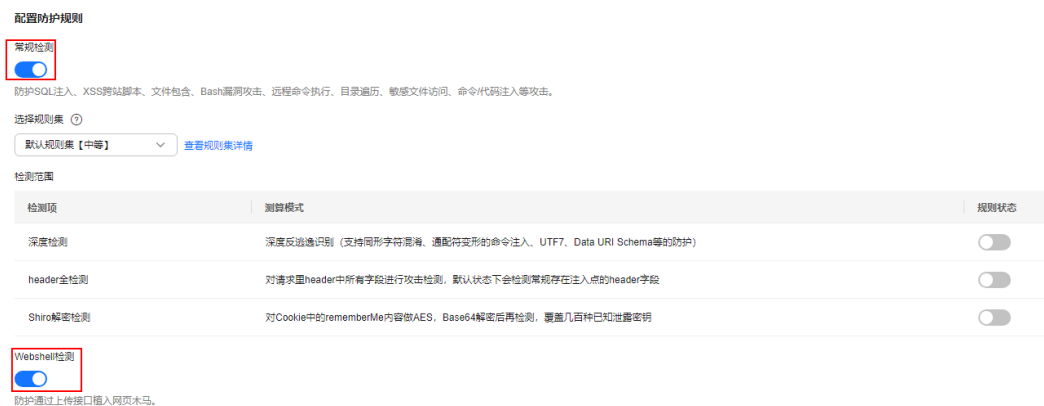 配置防护规则
常规检测
防护SQL注入、XSS跨站脚本、文件包含、Bash漏洞攻击、远程命令执行、目录遍历、敏感文件访问、命令/代码注入等攻击。
选择规则集 ?
默认规则集【中等】 查看规则集详情
检测范围
检测项 测算模式 规则状态
深度检测 深度反逃逸识别（支持同形字符混淆、通配符变形的命令注入、UTF7、Data URI Schema等的防护）
header全检测 对请求里header中所有字段进行攻击检测，默认状态下会检测常规存在注入点的header字段
Shiro解密检测 对Cookie中的rememberMe内容做AES，Base64解密后再检测，覆盖几百种已知泄露密钥
Webshell检测
防护通过上传接口植入网页木马。